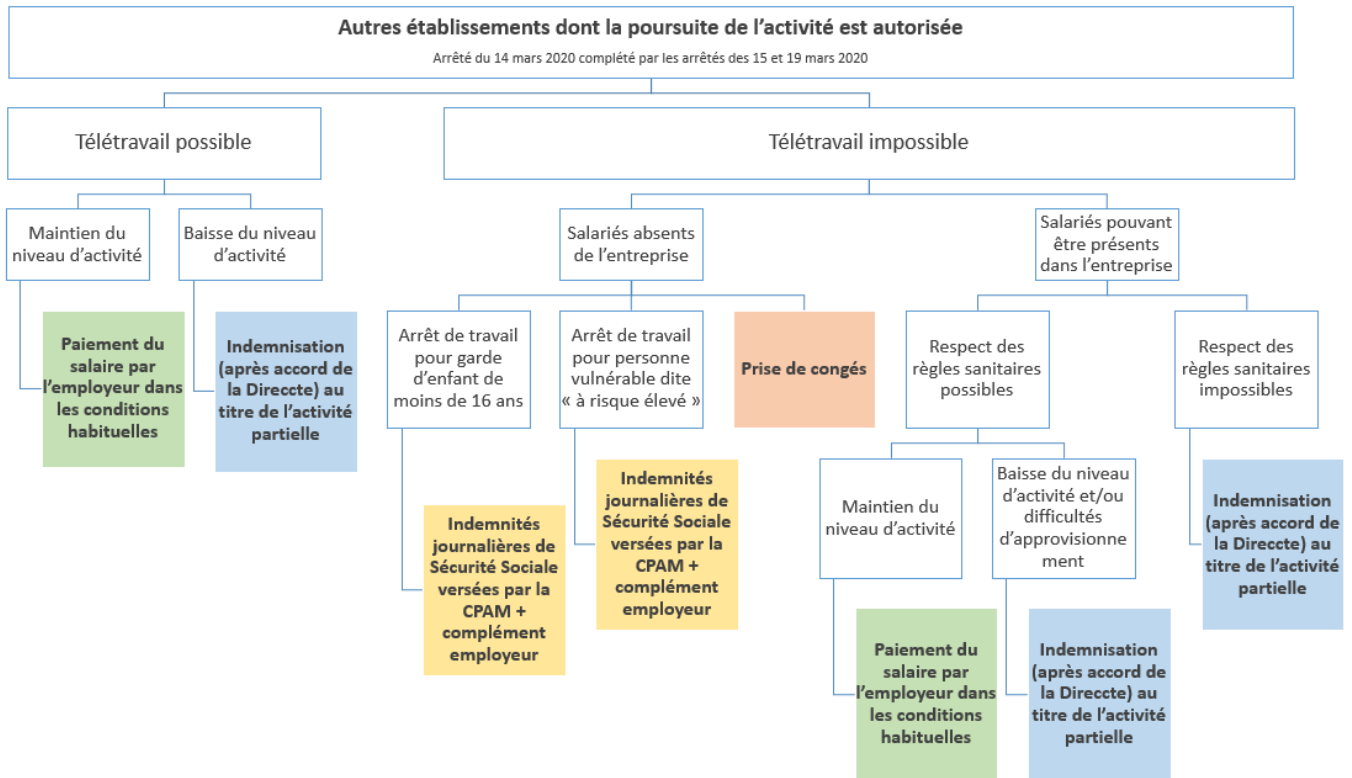 Autres établissements dont la poursuite de l'activité est autorisée
Arrêté du 14 mars 2020 complété par les arrêtés des 15 et 19 mars 2020
Télétravail possible
Télétravail impossible
Maintien du
niveau d'activité
Baisse du niveau
d'activité
Salariés absents
de l'entreprise
Salariés pouvant
être présents
dans l'entreprise
Paiement du
salaire par
l'employeur dans
les conditions
habituelles
Indemnisation
(après accord de
la Direccte) au
titre de l'activité
partielle
Arrêt de travail
pour garde
d'enfant de
moins de 16 ans
Arrêt de travail
pour personne
vulnérable dite
« à risque élevé »
Prise de congés
Respect des
règles sanitaires
possibles
Respect des
règles sanitaires
impossibles
Indemnités
journalières de
Sécurité Sociale
versées par la
CPAM +
complément
employeur
Indemnités
journalières de
Sécurité Sociale
versées par la
CPAM +
complément
employeur
Maintien du
niveau d'activité
Baisse du niveau
d'activité et/ou
difficultés
d'approvisionne
ment
Indemnisation
(après accord de
la Direccte) au
titre de l'activité
partielle
Paiement du
salaire par
l'employeur dans
les conditions
habituelles
Indemnisation
(après accord de
la Direccte) au
titre de l'activité
partielle